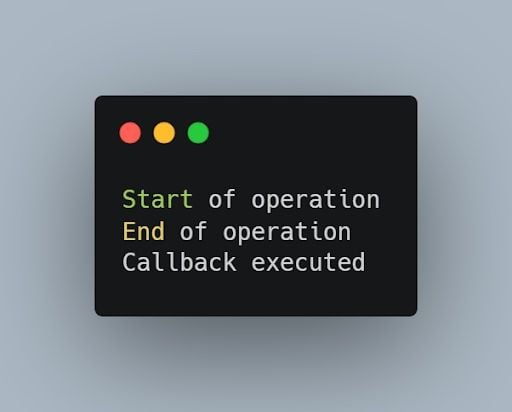 Start of operation
End of operation
Callback executed